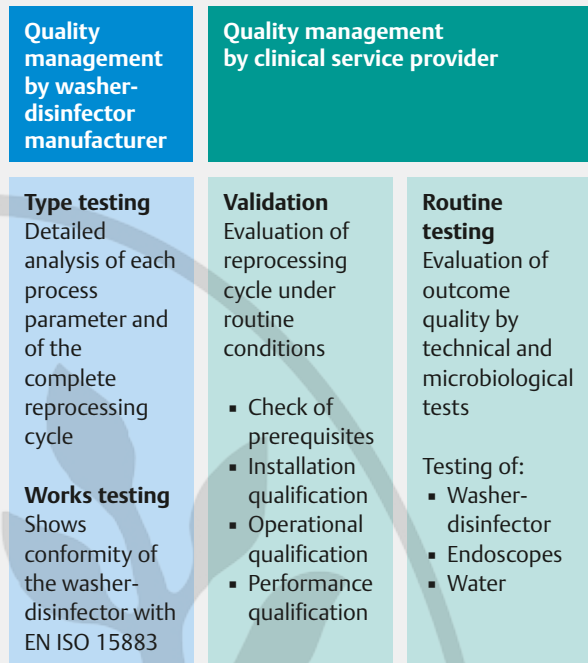 Quality
management
by washer-
disinfector
manufacturer
Quality management
by clinical service provider
Type testing
Detailed
analysis of each
process
parameter and
of the
complete
reprocessing
cycle
Works testing
Shows
conformity of
the washer-
disinfector with
EN ISO 15883
Validation
Evaluation of
reprocessing
cycle under
routine
conditions
▪ Check of
prerequisites
▪ Installation
qualification
▪ Operational
qualification
▪ Performance
qualification
Routine
testing
Evaluation of
outcome
quality by
technical and
microbiological
tests
Testing of:
▪ Washer-
disinfector
▪ Endoscopes
▪ Water